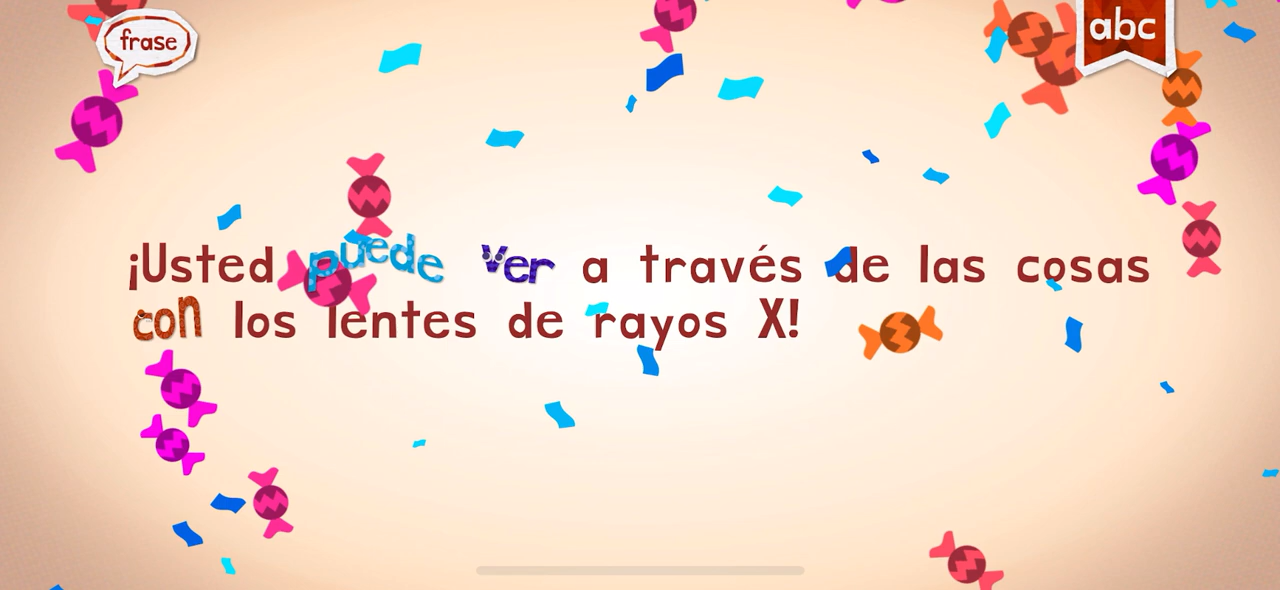 frase
abc
¡Usted puede ver a través de las cosas
con los lentes de rayos X!